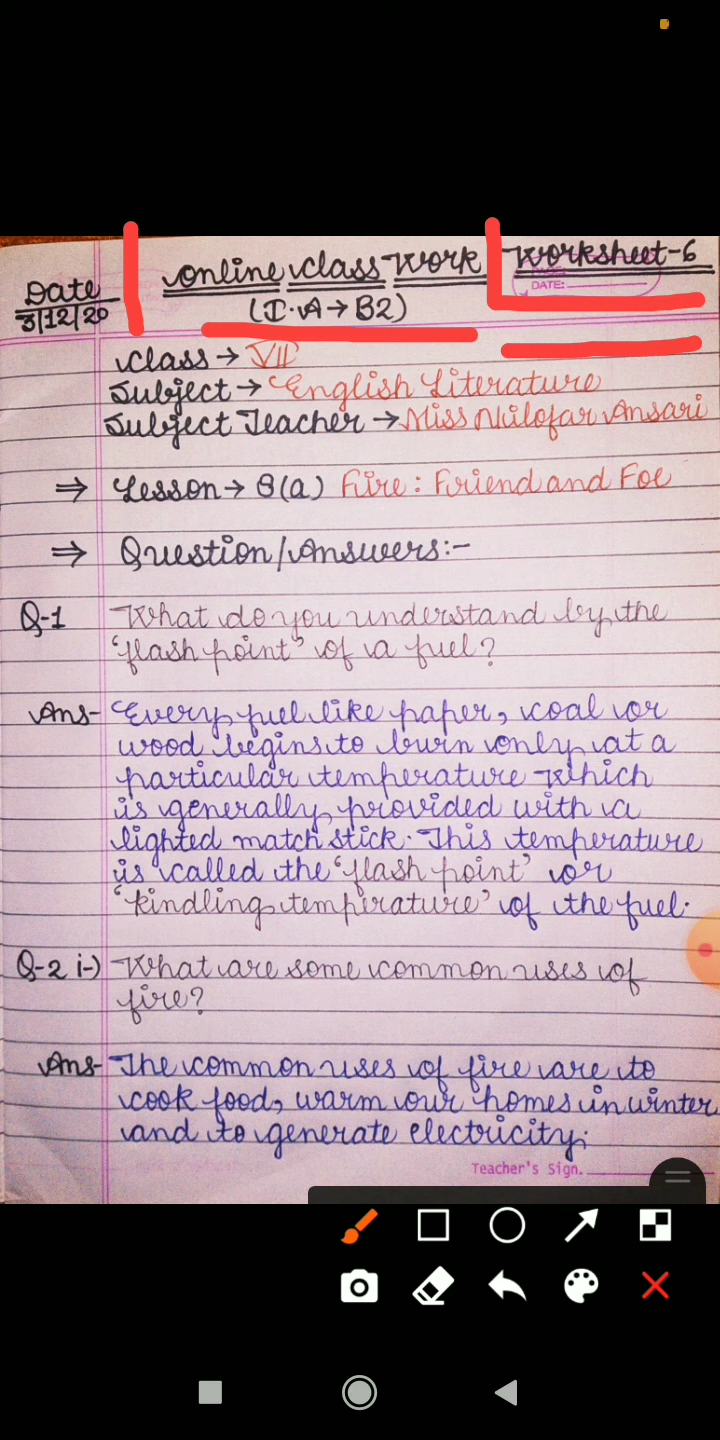 Online Class Work
Worksheet-6
DATE:
Date
3/12/20
(I.A→B2)
Class → VII
Subject → English Literature
Subject Teacher → Miss Nilofar Ansari
⇒ Lesson → 8(a) Fire: Friend and Foe
⇒ Question/Answers:-
Q-1 What do you understand by the
'flash point' of a fuel?
Ans- Every fuel like paper, coal or
wood begins to burn only at a
particular temperature which
is generally provided with a
lighted match stick. This temperature
is called the 'flash point' or
'kindling temperature' of the fuel.
Q-2 i-) What are some common uses of
fire?
Ans- The common uses of fire are to
cook food, warm our homes in winter
and to generate electricity.
Teacher's Sign.